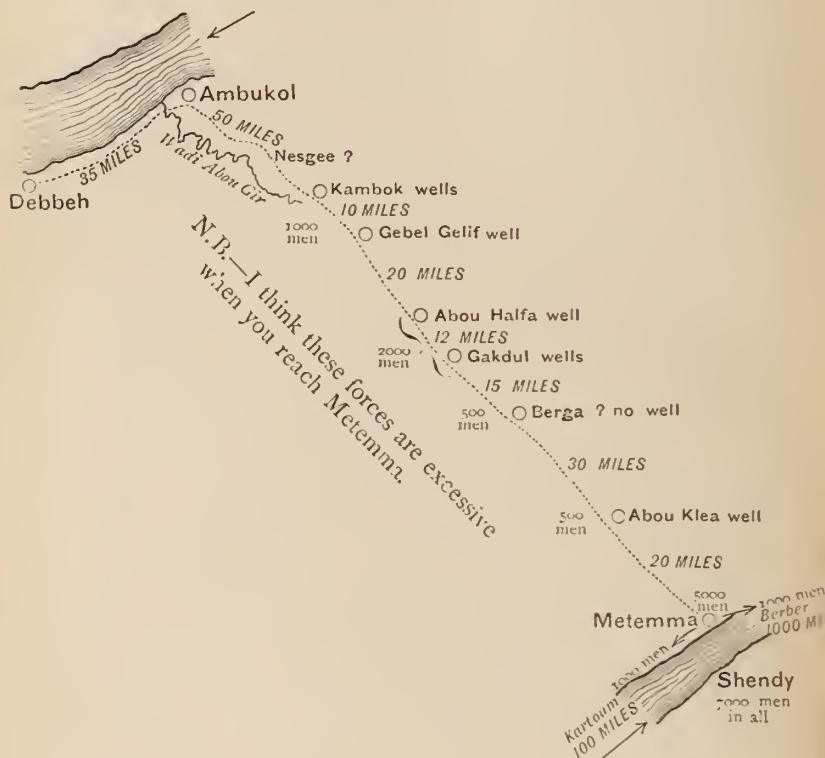 Ambukol
50 MILES
35 MILES
Debbeh
Wadi Abou Gir
Nesgee ?
Kambok wells
10 MILES
1000
men
Gebel Gelif well
20 MILES
N.B.—I think these forces are excessive
when you reach Metemma.
Abou Halfa well
12 MILES
2000
men
Gakdul wells
15 MILES
500
men
Berga ? no well
30 MILES
500
men
Abou Klea well
20 MILES
5000
men
Metemma
1000 men
Berber
1000 MI
1000 men
Kartoum
100 MILES
Shendy
men
in all